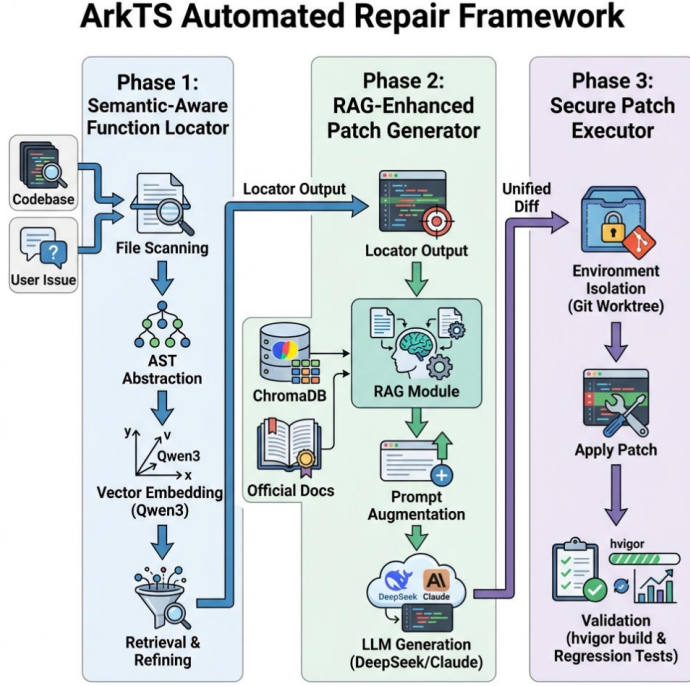 ArkTS Automated Repair Framework
Phase 1:
Semantic-Aware
Function Locator
Codebase
User Issue
File Scanning
AST
Abstraction
y
v
Qwen3
x
Vector Embedding
(Qwen3)
Retrieval &
Refining
Locator Output
Phase 2:
RAG-Enhanced
Patch Generator
Locator Output
ChromaDB
Official Docs
RAG Module
Prompt
Augmentation
DeepSeek
AI
Claude
LLM Generation
(DeepSeek/Claude)
Unified
Diff
Phase 3:
Secure Patch
Executor
Environment
Isolation
(Git Worktree)
Apply Patch
hvigor
Validation
(hvigor build &
Regression Tests)